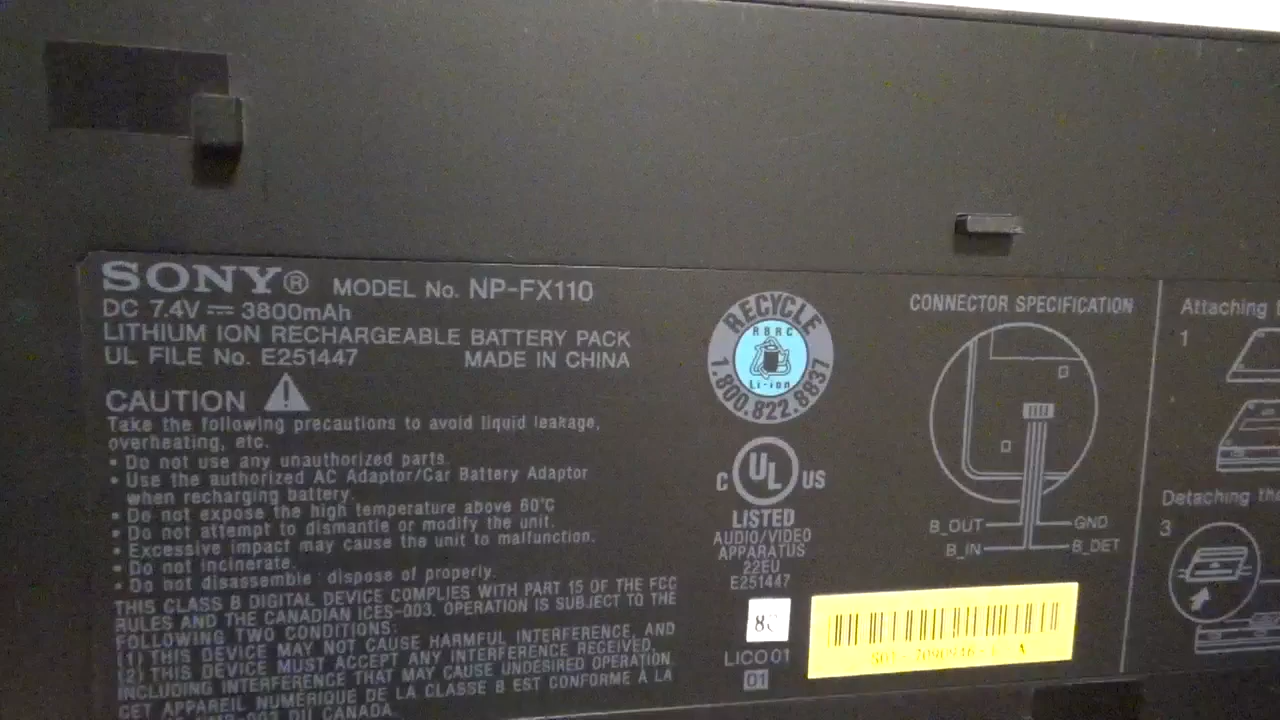 SONY® MODEL No. NP-FX110
DC 7.4V ⎓ 3800mAh
LITHIUM ION RECHARGEABLE BATTERY PACK
UL FILE No. E251447 MADE IN CHINA
CAUTION
Take the following precautions to avoid liquid leakage,
overheating, etc.
• Do not use any unauthorized parts.
• Use the authorized AC Adaptor/Car Battery Adaptor
when recharging battery.
• Do not expose the high temperature above 60°C
• Do not attempt to dismantle or modify the unit.
• Excessive impact may cause the unit to malfunction.
• Do not incinerate.
• Do not disassemble : dispose of properly.
THIS CLASS B DIGITAL DEVICE COMPLIES WITH PART 15 OF THE FCC
RULES AND THE CANADIAN ICES-003. OPERATION IS SUBJECT TO THE
FOLLOWING TWO CONDITIONS:
(1) THIS DEVICE MAY NOT CAUSE HARMFUL INTERFERENCE, AND
(2) THIS DEVICE MUST ACCEPT ANY INTERFERENCE RECEIVED,
INCLUDING INTERFERENCE THAT MAY CAUSE UNDESIRED OPERATION.
CET APPAREIL NUMERIQUE DE LA CLASSE B EST CONFORME À LA
DU CANADA.
RECYCLE
RBRC
Li-ion
1.800.822.8837
C UL US
LISTED
AUDIO/VIDEO
APPARATUS
22EU
E251447
LICO01
01
CONNECTOR SPECIFICATION
B_OUT GND
B_IN B_DET
Attaching
1
Detaching the
3